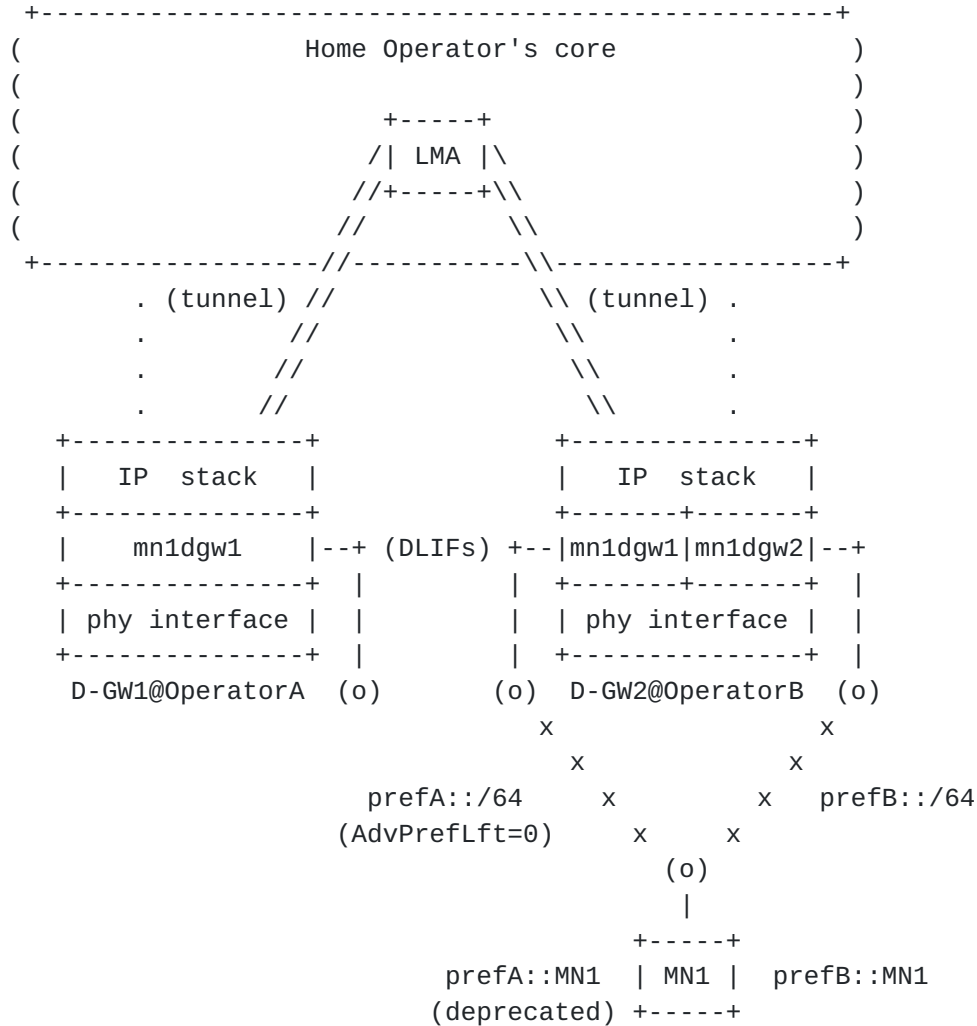 Home Operator's core
LMA
(tunnel) (tunnel)
IP stack IP stack
mn1dgw1 (DLIFs) mn1dgw1 mn1dgw2
phy interface phy interface
D-GW1@OperatorA (o) (o) D-GW2@OperatorB (o)
x x
x x
prefA::/64 x x prefB::/64
(AdvPrefLft=0) x x
(o)
prefA::MN1 MN1 prefB::MN1
(deprecated)